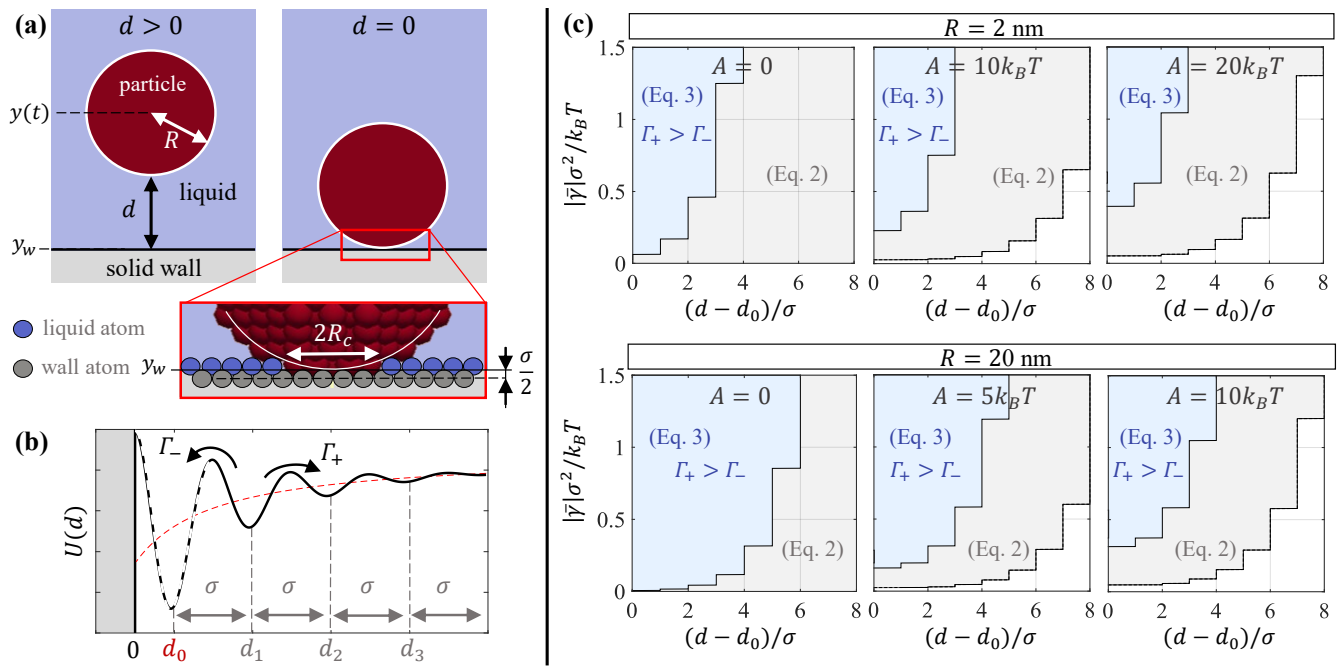 (a)
d > 0
d = 0
particle
y(t)
R
liquid
d
y_w
solid wall
liquid atom
wall atom
2R_c
y_w
σ/2
(b)
Γ_−
Γ_+
U(d)
σ σ σ σ
0 d_0 d_1 d_2 d_3
(c)
R = 2 nm
|γ̄|σ²/k_BT
1.5
1
0.5
0
A = 0
(Eq. 3)
Γ_+ > Γ_−
(Eq. 2)
0 2 4 6 8
(d − d_0)/σ
A = 10k_BT
(Eq. 3)
Γ_+ > Γ_−
(Eq. 2)
0 2 4 6 8
(d − d_0)/σ
A = 20k_BT
(Eq. 3)
(Eq. 2)
0 2 4 6 8
(d − d_0)/σ
R = 20 nm
|γ̄|σ²/k_BT
1.5
1
0.5
0
A = 0
(Eq. 3)
Γ_+ > Γ_−
(Eq. 2)
0 2 4 6 8
(d − d_0)/σ
A = 5k_BT
(Eq. 3)
Γ_+ > Γ_−
(Eq. 2)
0 2 4 6 8
(d − d_0)/σ
A = 10k_BT
(Eq. 3)
Γ_+ > Γ_−
(Eq. 2)
0 2 4 6 8
(d − d_0)/σ